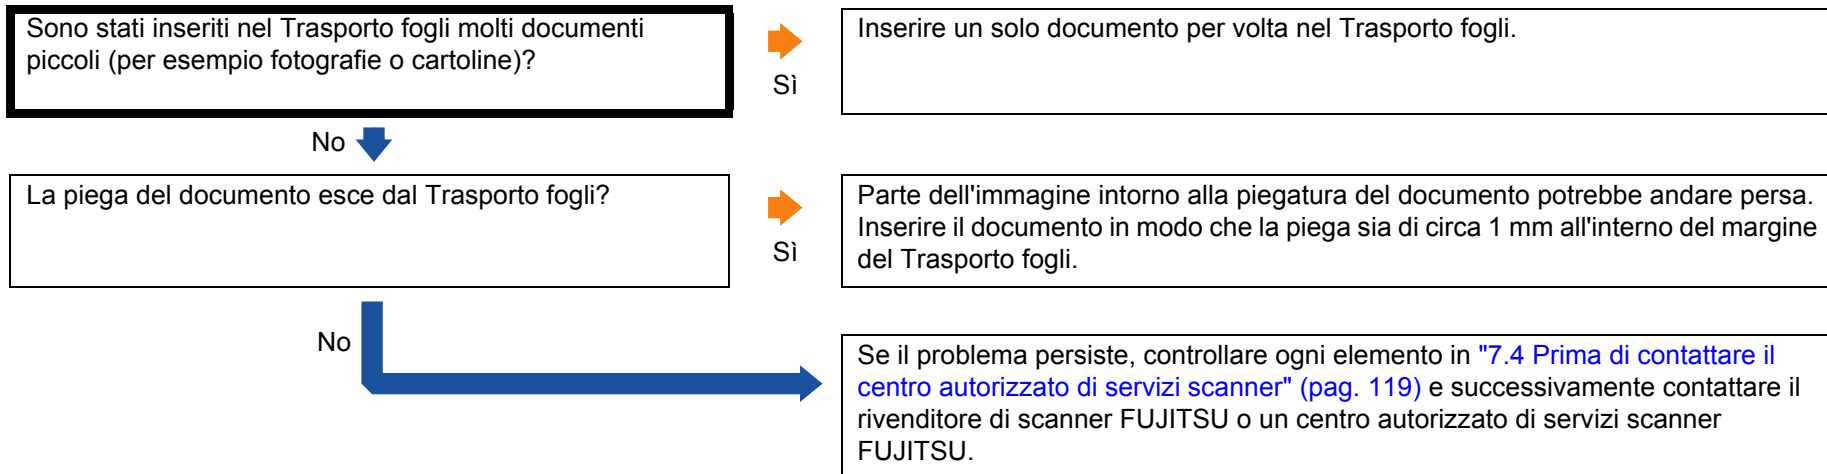 Sono stati inseriti nel Trasporto fogli molti documenti
piccoli (per esempio fotografie o cartoline)?
Sì
Inserire un solo documento per volta nel Trasporto fogli.
No
La piega del documento esce dal Trasporto fogli?
Sì
Parte dell'immagine intorno alla piegatura del documento potrebbe andare persa.
Inserire il documento in modo che la piega sia di circa 1 mm all'interno del margine
del Trasporto fogli.
No
Se il problema persiste, controllare ogni elemento in "7.4 Prima di contattare il
centro autorizzato di servizi scanner" (pag. 119) e successivamente contattare il
rivenditore di scanner FUJITSU o un centro autorizzato di servizi scanner
FUJITSU.